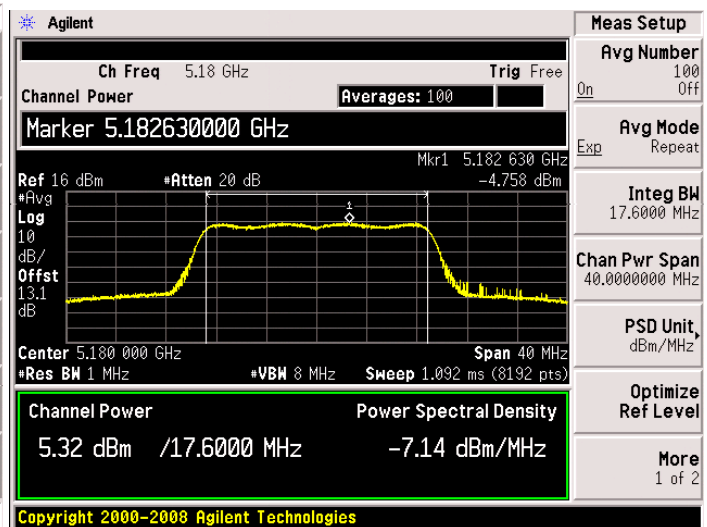 Agilent
Ch Freq 5.18 GHz Trig Free
Channel Power Averages: 100
Marker 5.182630000 GHz
Mkr1 5.182 630 GHz
Ref 16 dBm #Atten 20 dB -4.758 dBm
#Avg
Log
10
dB/
Offst
13.1
dB
1
Center 5.180 000 GHz Span 40 MHz
#Res BW 1 MHz #VBW 8 MHz Sweep 1.092 ms (8192 pts)
Channel Power Power Spectral Density
5.32 dBm /17.6000 MHz -7.14 dBm/MHz
Copyright 2000-2008 Agilent Technologies
Meas Setup
Avg Number
100
On Off
Avg Mode
Exp Repeat
Integ BW
17.6000 MHz
Chan Pwr Span
40.0000000 MHz
PSD Unit
dBm/MHz
Optimize
Ref Level
More
1 of 2